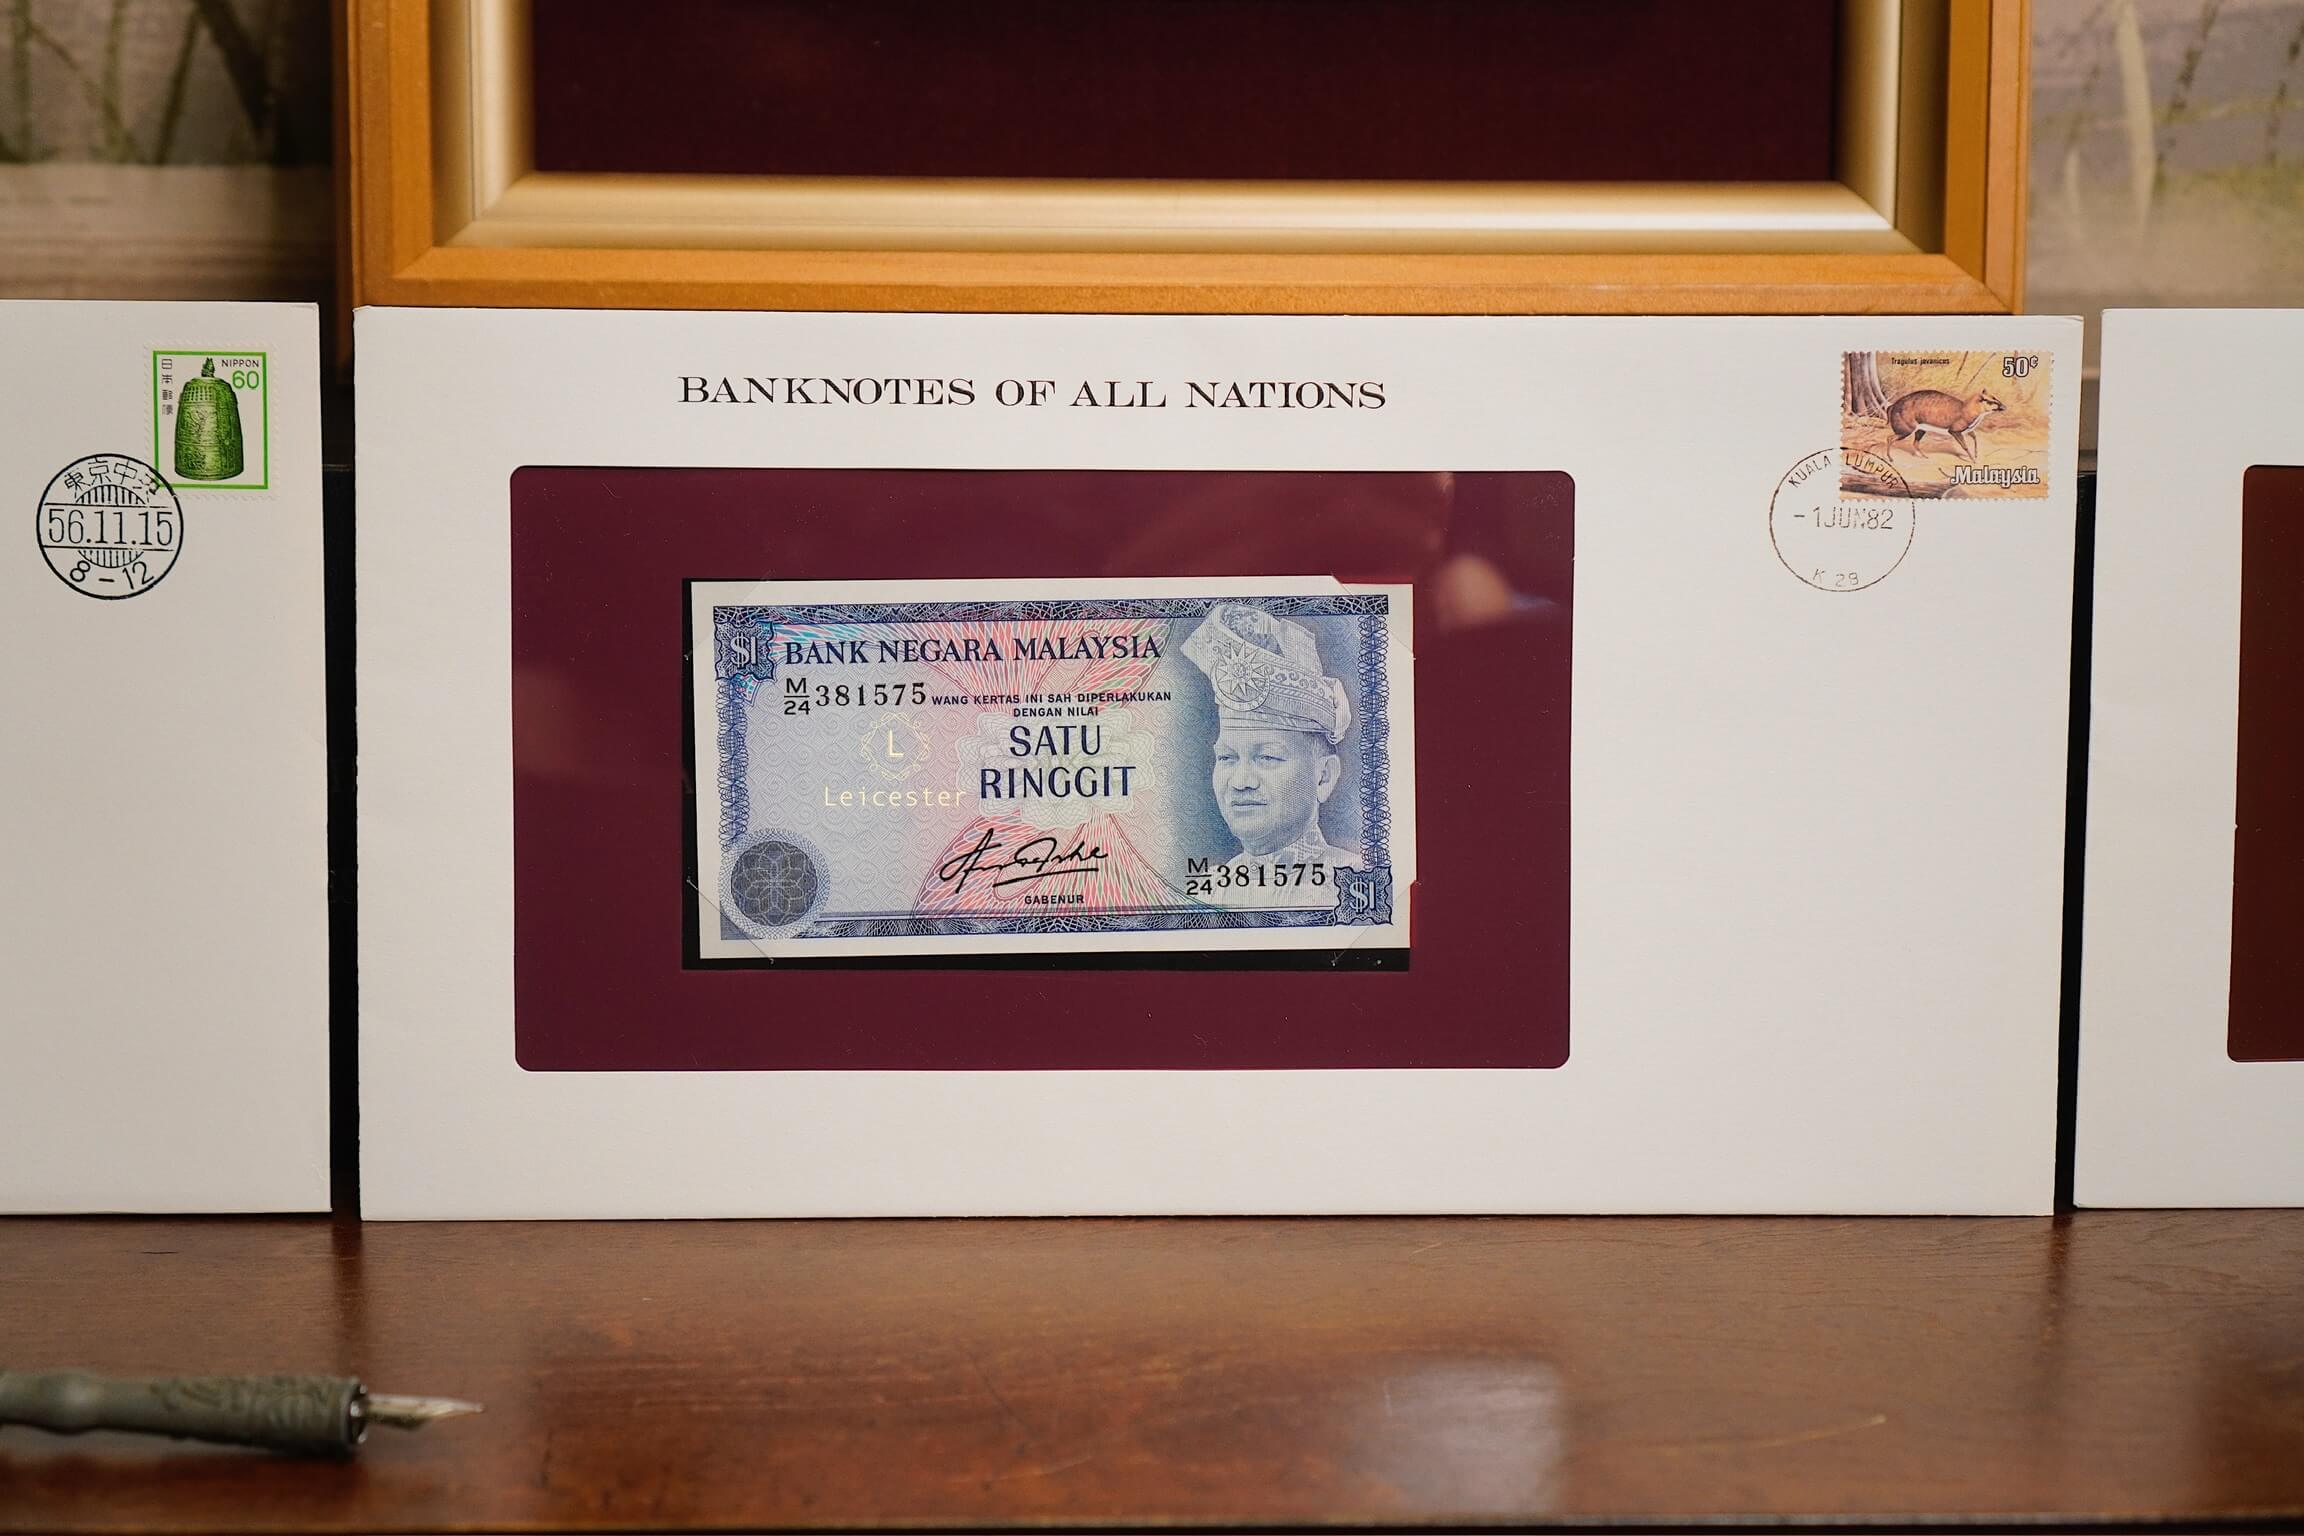 BANKNOTES OF ALL NATIONS
日本郵便
NIPPON
60
東京中央
56.11.15
8-12
Tragulus javanicus
50¢
Malaysia
KUALA LUMPUR
-1JUN82
K 28
$1
BANK NEGARA MALAYSIA
M/24 381575
WANG KERTAS INI SAH DIPERLAKUKAN
DENGAN NILAI
SATU
RINGGIT
L
Leicester
GABENUR
M/24 381575
$1